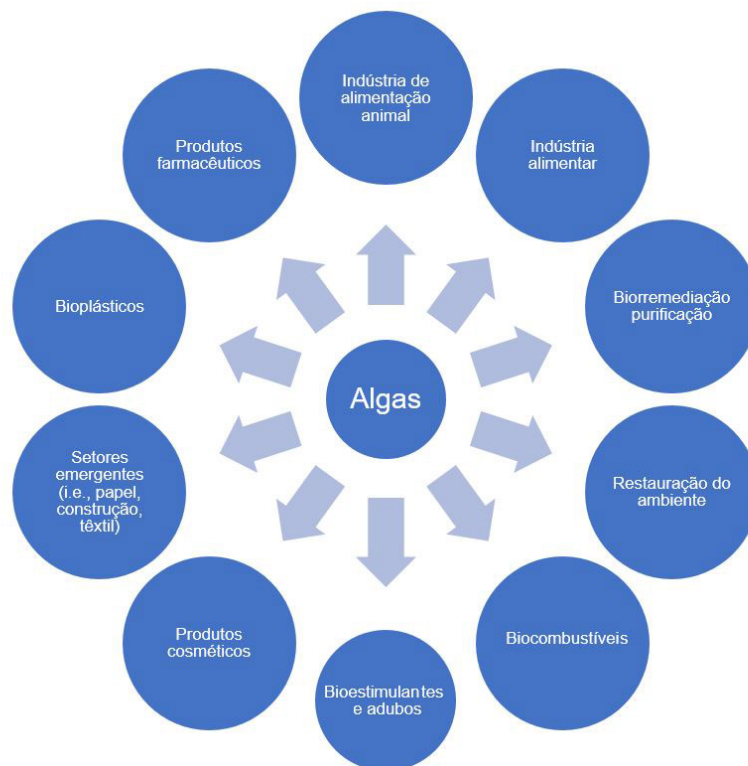 Indústria de
alimentação
animal
Indústria
alimentar
Biorremediação
purificação
Restauração do
ambiente
Biocombustíveis
Bioestimulantes
e adubos
Produtos
cosméticos
Setores
emergentes
(i.e., papel,
construção,
têxtil)
Bioplásticos
Produtos
farmacêuticos
Algas